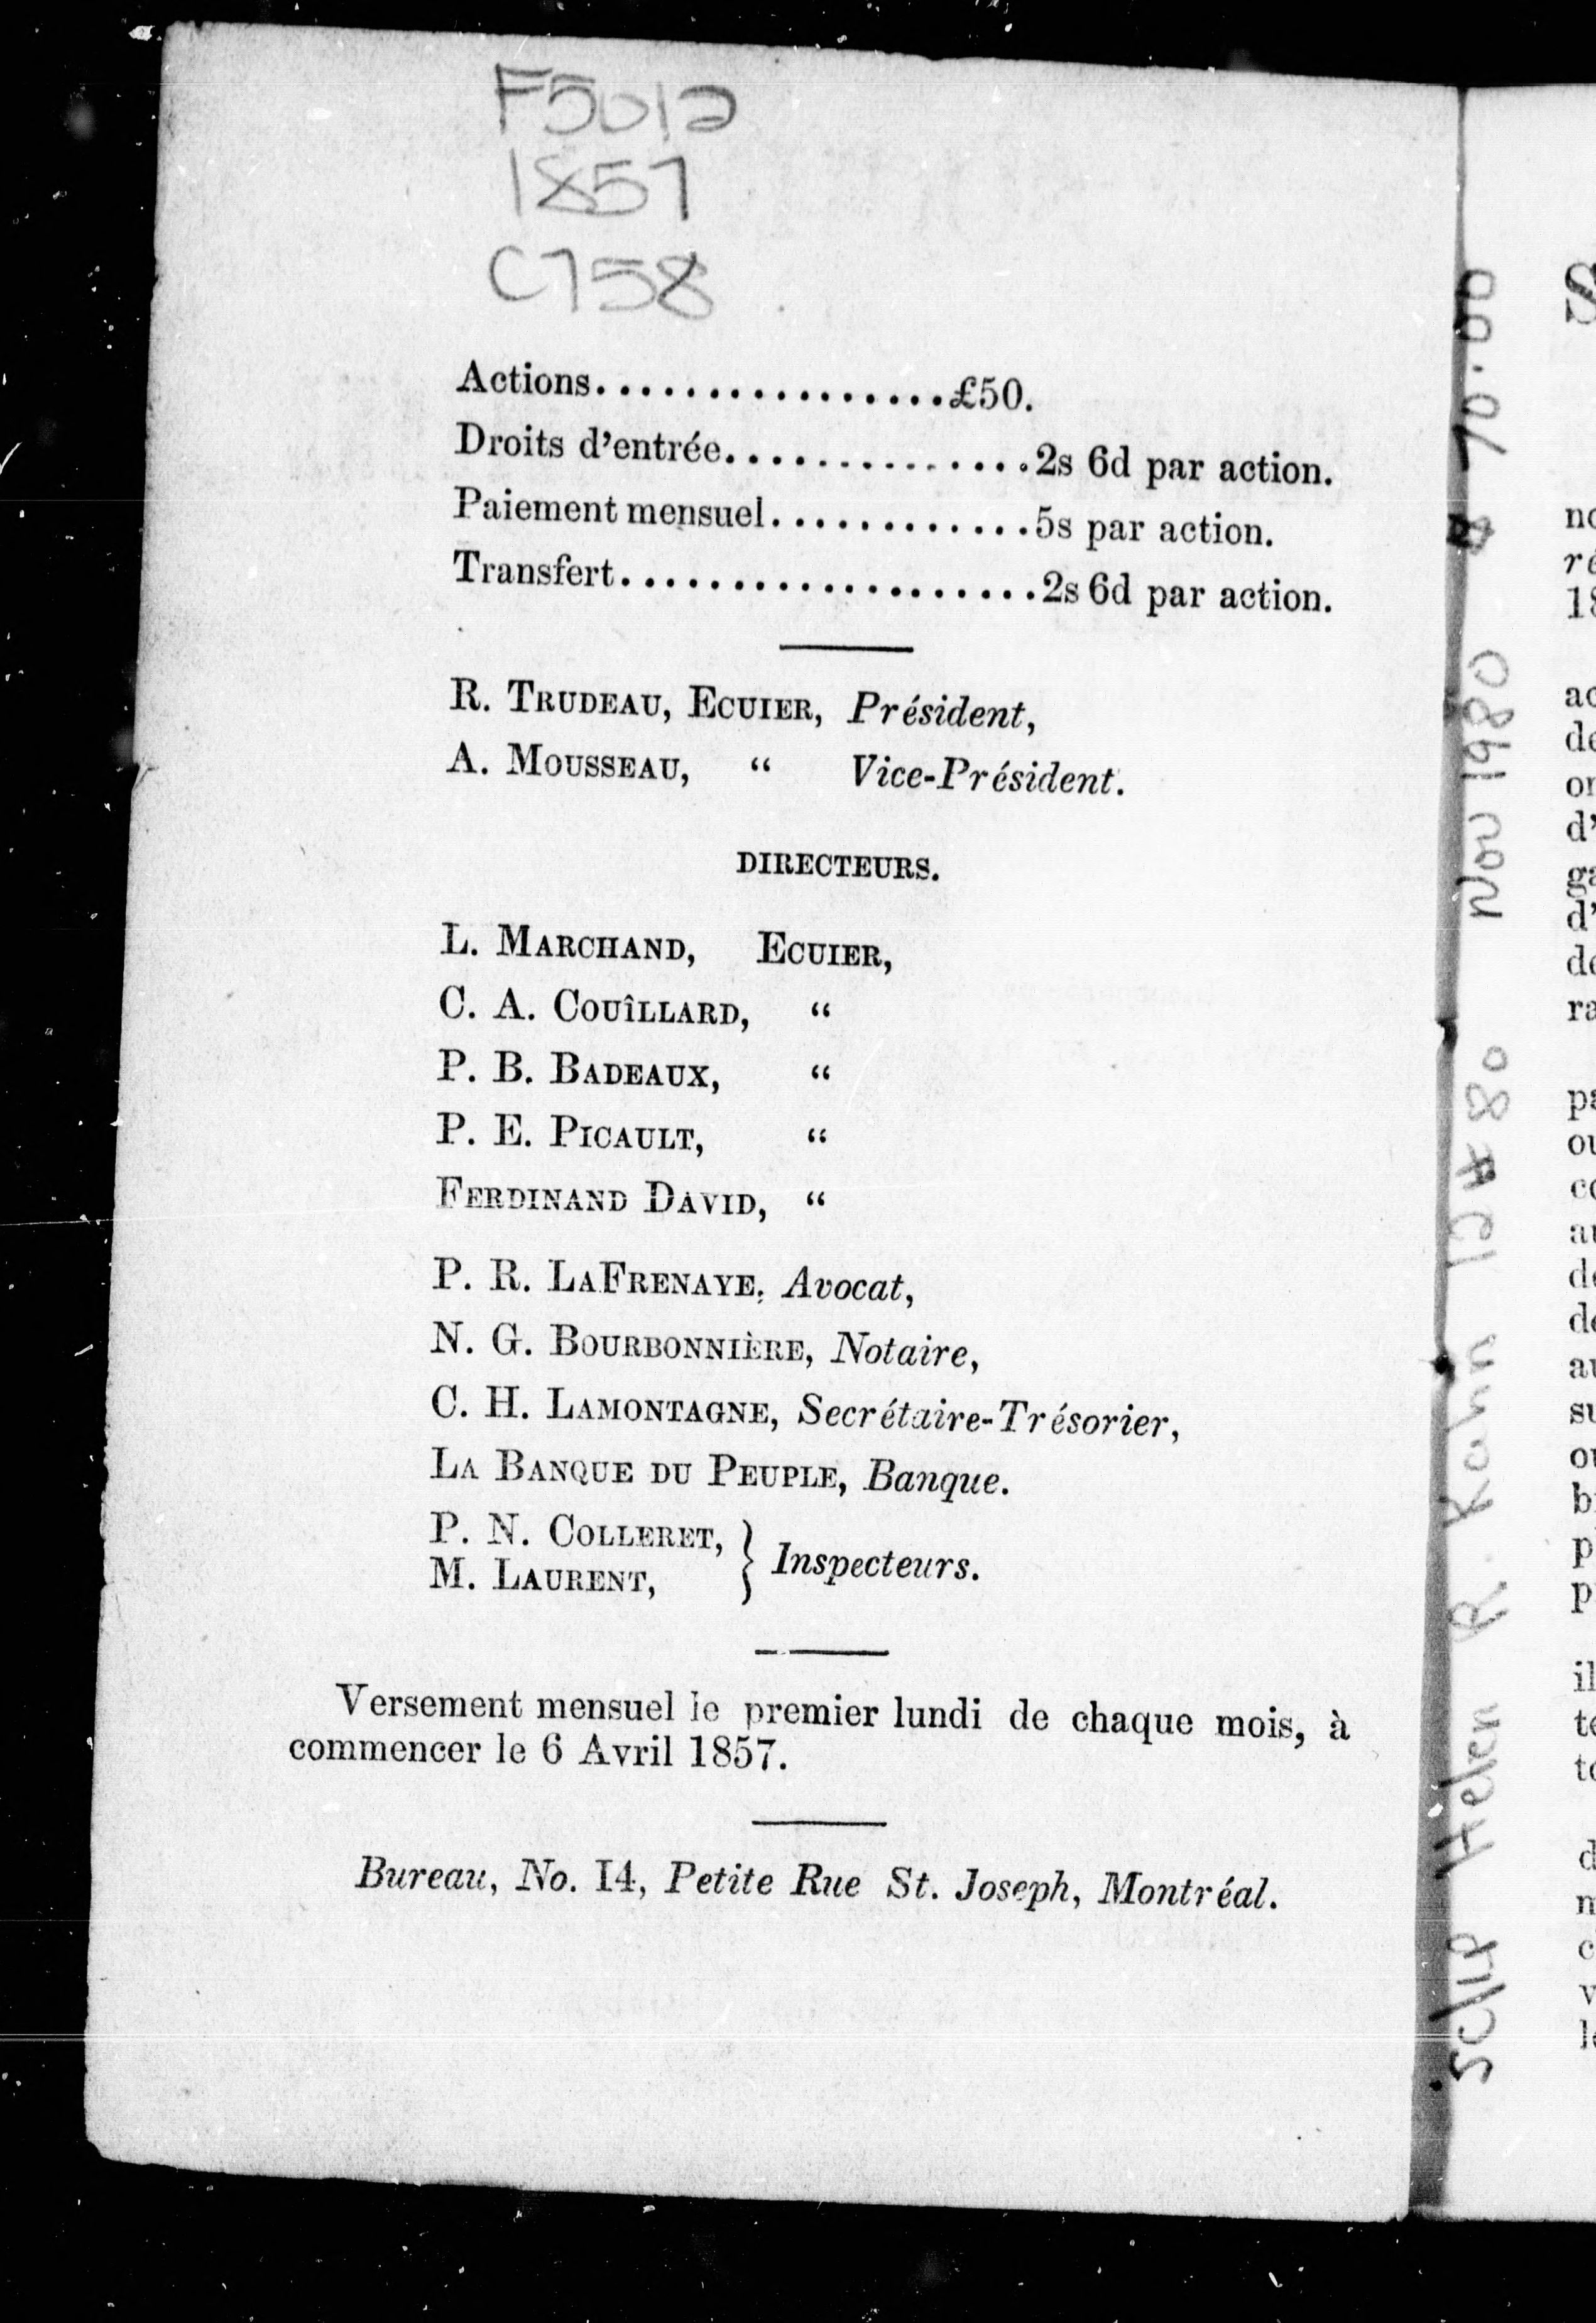 F5012
1857
C758
Actions................£50.
Droits d'entrée..............2s 6d par action.
Paiement mensuel............5s par action.
Transfert...................2s 6d par action.
R. TRUDEAU, ECUIER, Président,
A. MOUSSEAU, “ Vice-Président.
DIRECTEURS.
L. MARCHAND, ECUIER,
C. A. COUÎLLARD, “
P. B. BADEAUX, “
P. E. PICAULT, “
FERDINAND DAVID, “
P. R. LAFRENAYE, Avocat,
N. G. BOURBONNIÈRE, Notaire,
C. H. LAMONTAGNE, Secrétaire-Trésorier,
LA BANQUE DU PEUPLE, Banque.
P. N. COLLERET,
M. LAURENT, } Inspecteurs.
Versement mensuel le premier lundi de chaque mois, à
commencer le 6 Avril 1857.
Bureau, No. 14, Petite Rue St. Joseph, Montréal.
Helen R. Kahn 12 # 80 Nov 1980 70.00